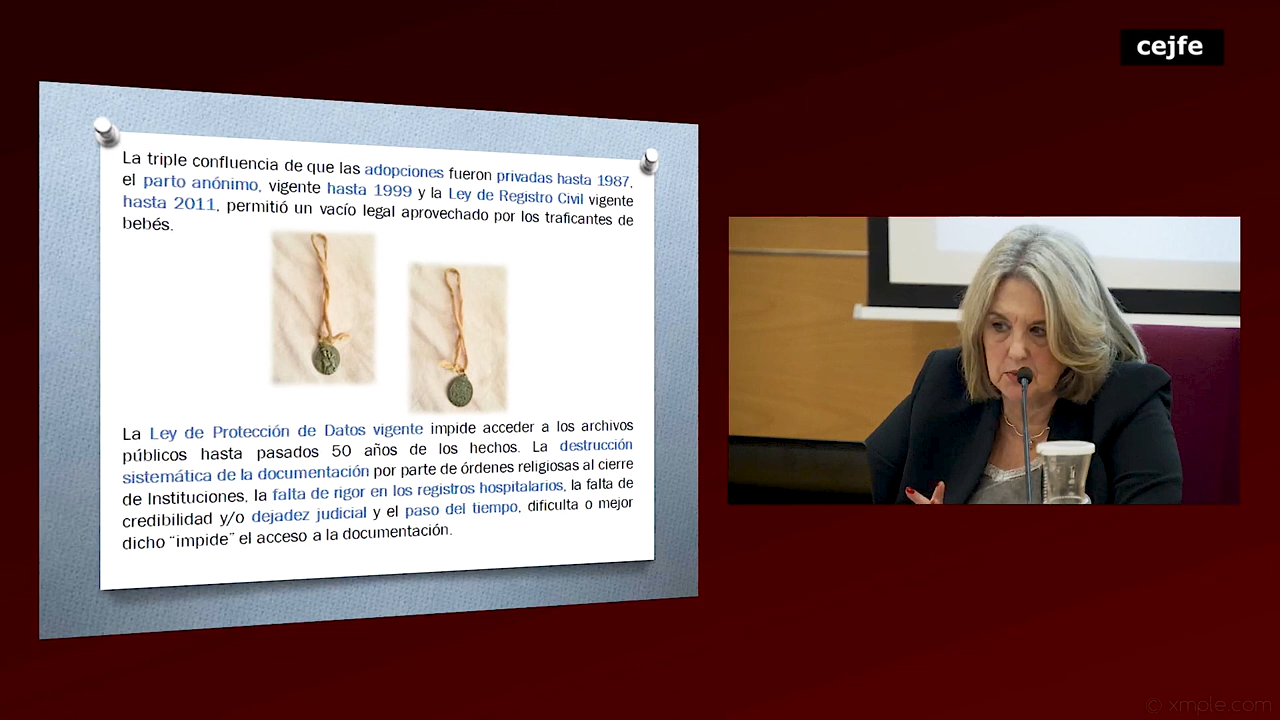 cejfe
La triple confluencia de que las adopciones fueron privadas hasta 1987,
el parto anónimo, vigente hasta 1999 y la Ley de Registro Civil vigente
hasta 2011, permitió un vacío legal aprovechado por los traficantes de
bebés.
La Ley de Protección de Datos vigente impide acceder a los archivos
públicos hasta pasados 50 años de los hechos. La destrucción
sistemática de la documentación por parte de órdenes religiosas al cierre
de Instituciones, la falta de rigor en los registros hospitalarios, la falta de
credibilidad y/o dejadez judicial y el paso del tiempo, dificulta o mejor
dicho “impide” el acceso a la documentación.
© xmple.com